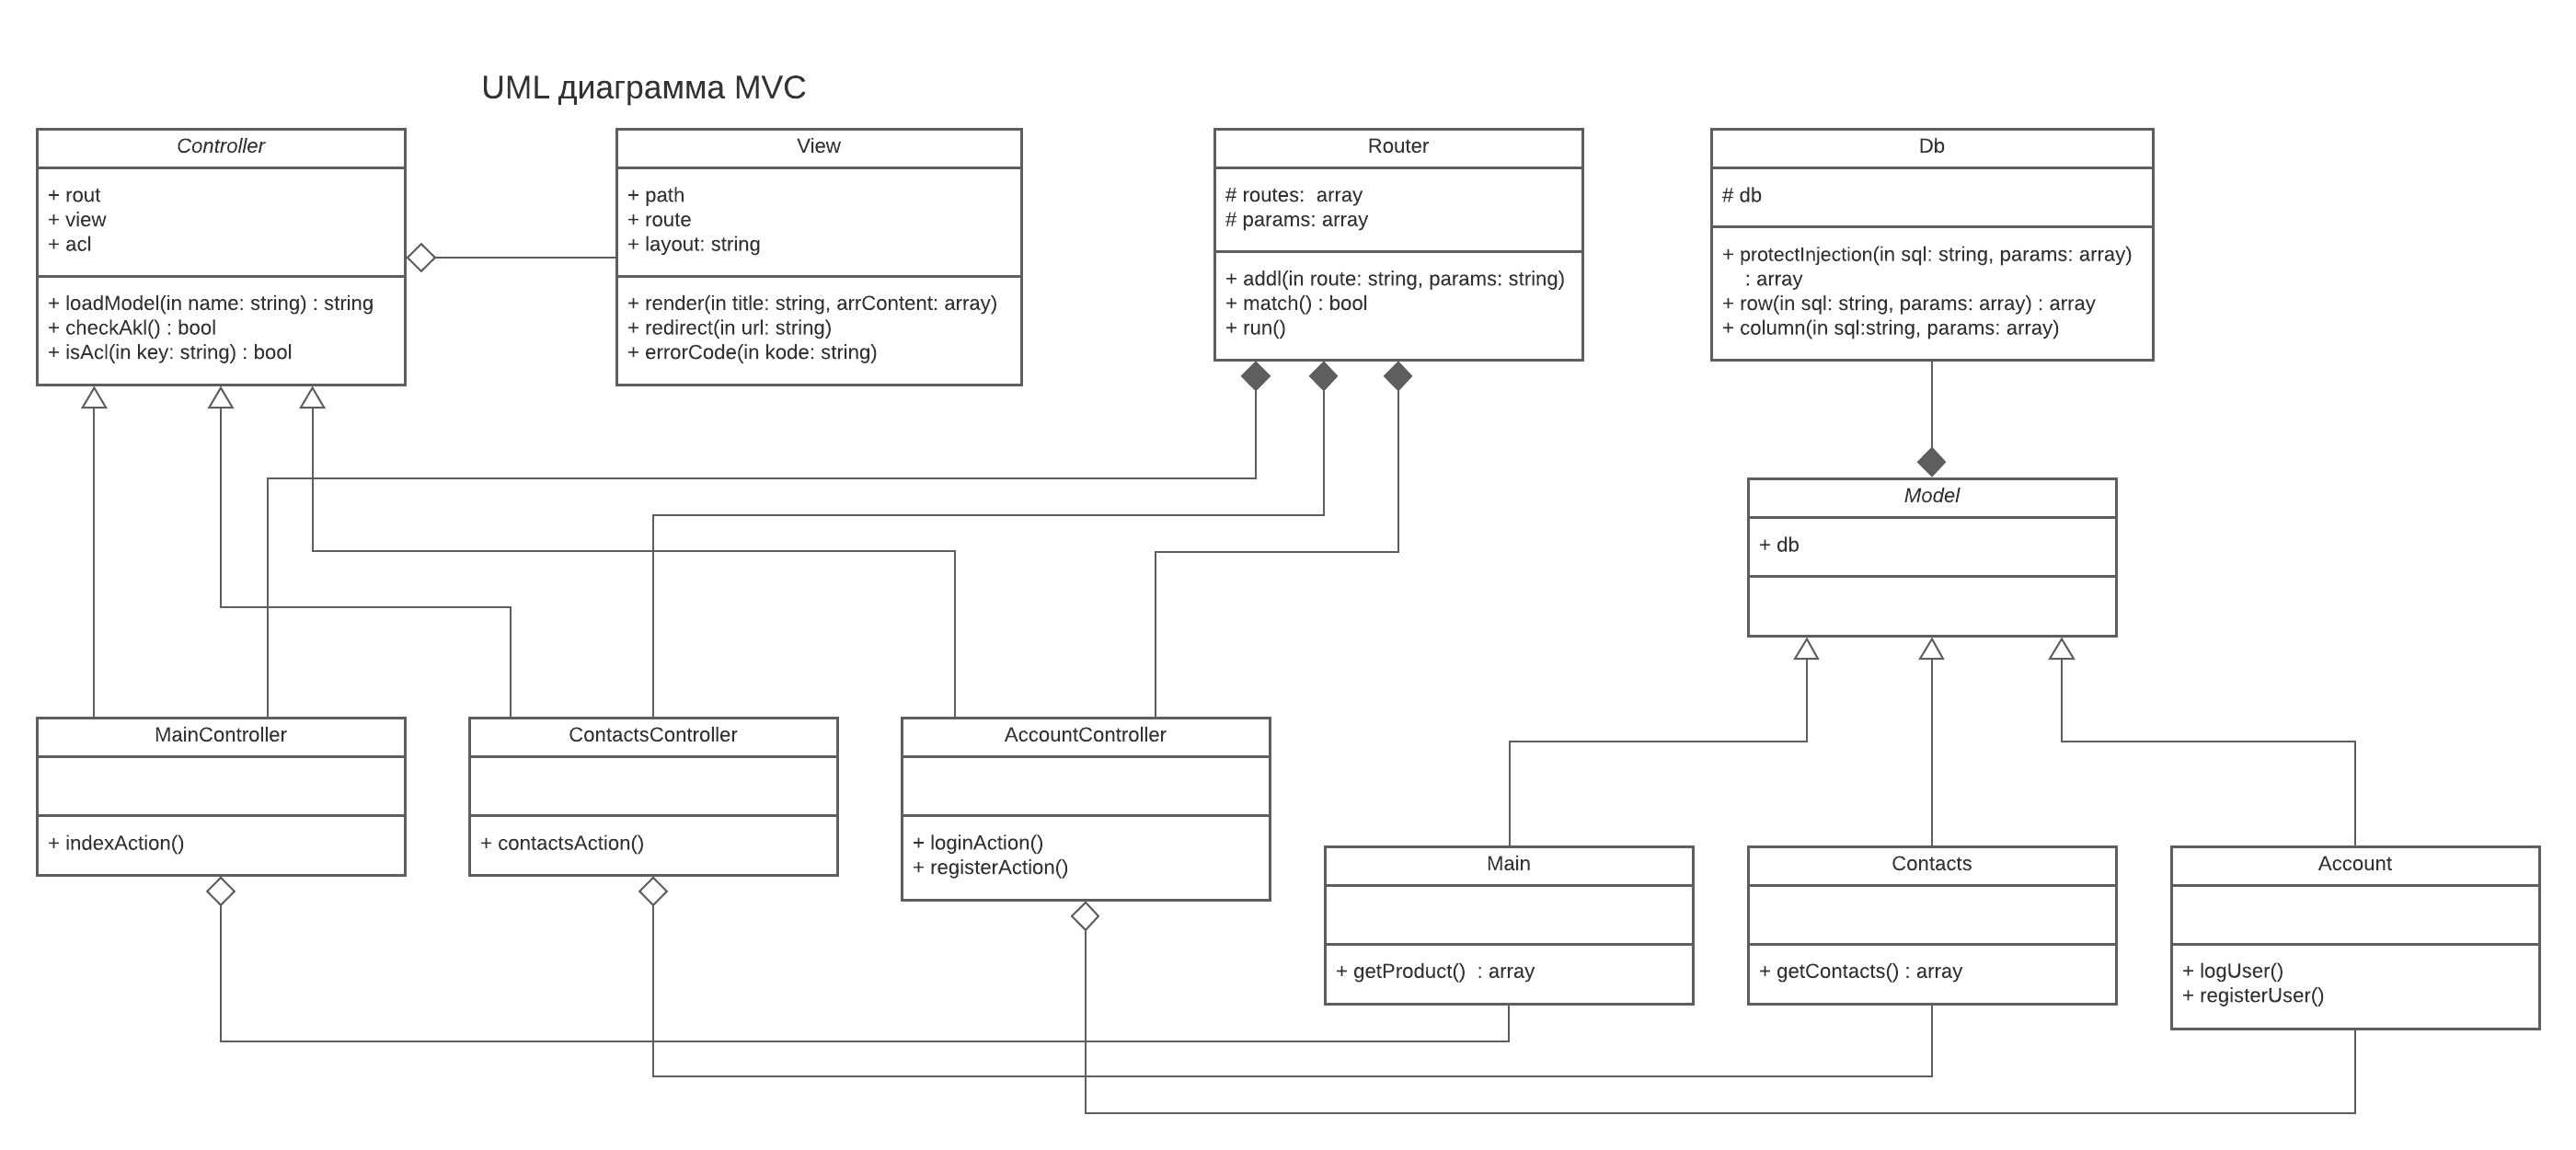 UML диаграмма MVC
Controller
+ rout
+ view
+ acl
+ loadModel(in name: string) : string
+ checkAkl() : bool
+ isAcl(in key: string) : bool
View
+ path
+ route
+ layout: string
+ render(in title: string, arrContent: array)
+ redirect(in url: string)
+ errorCode(in kode: string)
Router
# routes:  array
# params: array
+ addl(in route: string, params: string)
+ match() : bool
+ run()
Db
# db
+ protectInjection(in sql: string, params: array)
: array
+ row(in sql: string, params: array) : array
+ column(in sql:string, params: array)
Model
+ db
MainController
+ indexAction()
ContactsController
+ contactsAction()
AccountController
+ loginAction()
+ registerAction()
Main
+ getProduct()  : array
Contacts
+ getContacts() : array
Account
+ logUser()
+ registerUser()